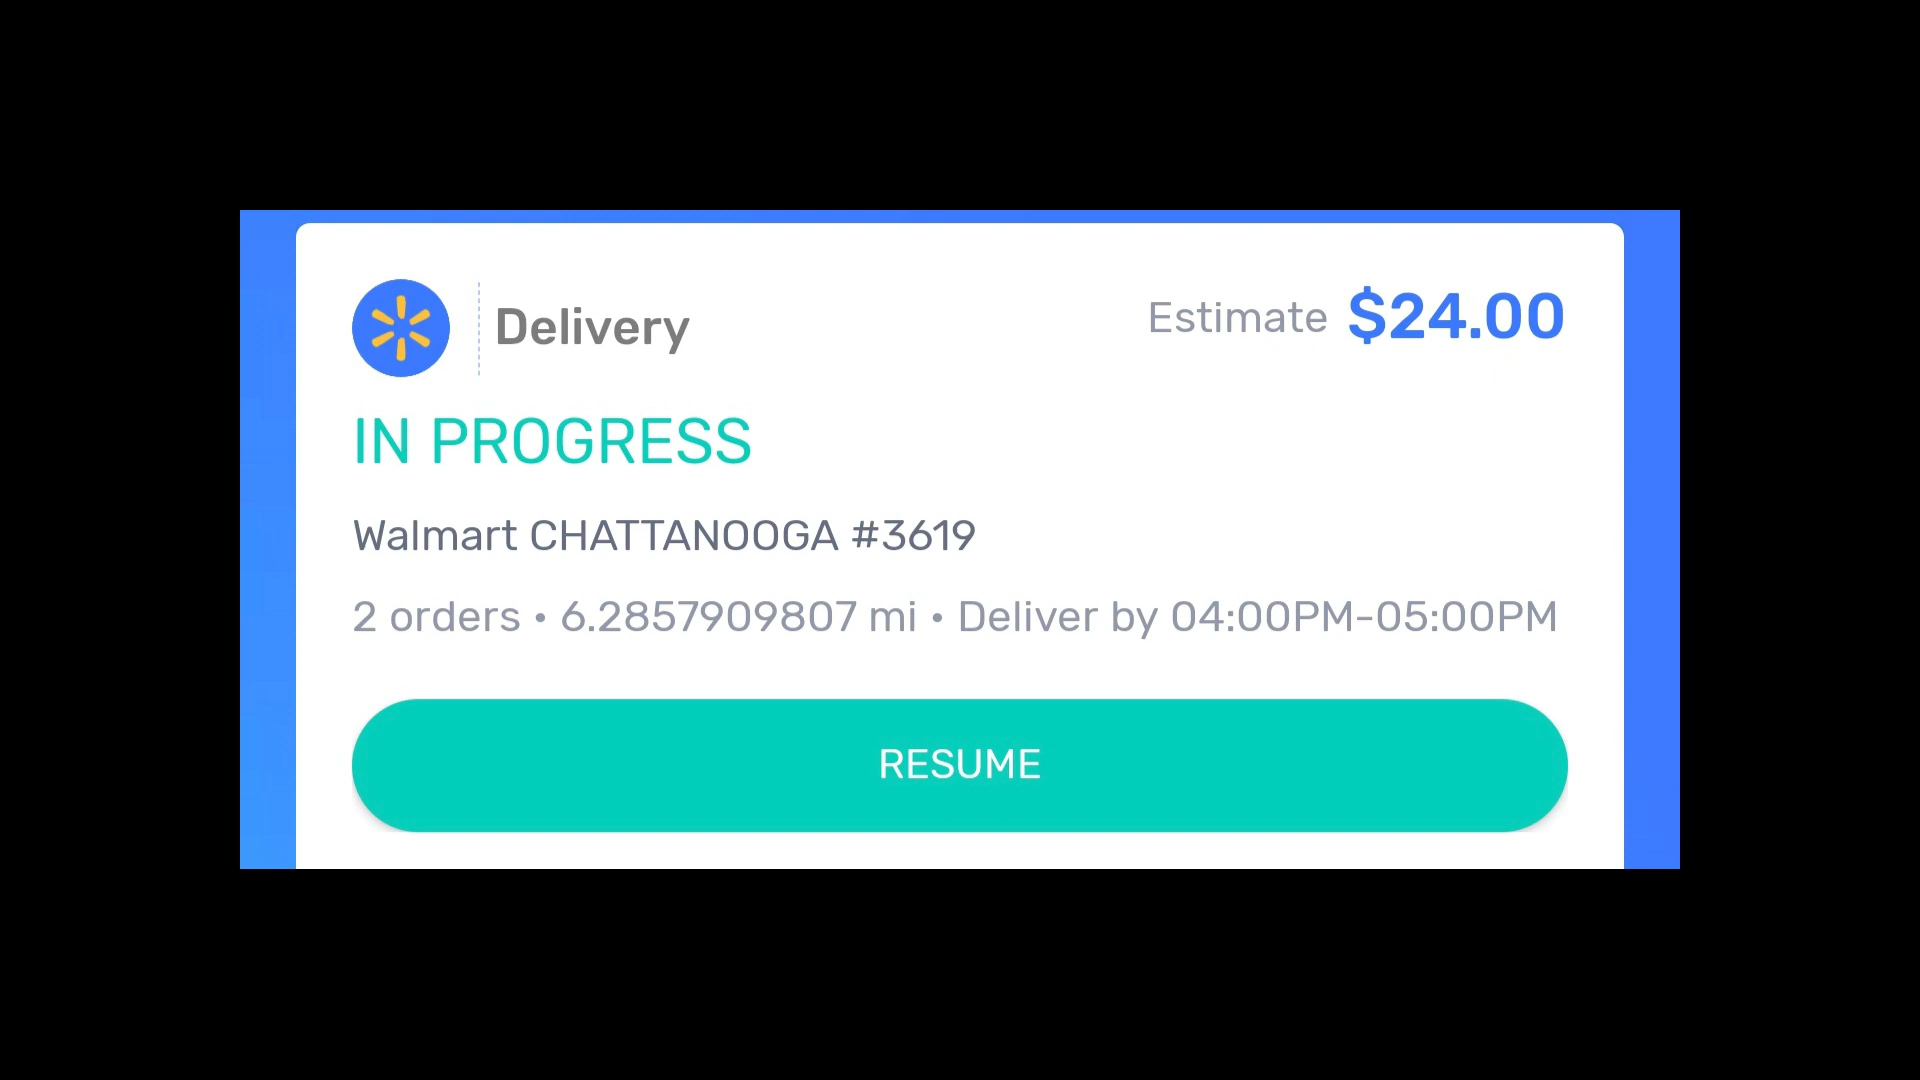 Delivery
Estimate $24.00
IN PROGRESS
Walmart CHATTANOOGA #3619
2 orders • 6.2857909807 mi • Deliver by 04:00PM-05:00PM
RESUME